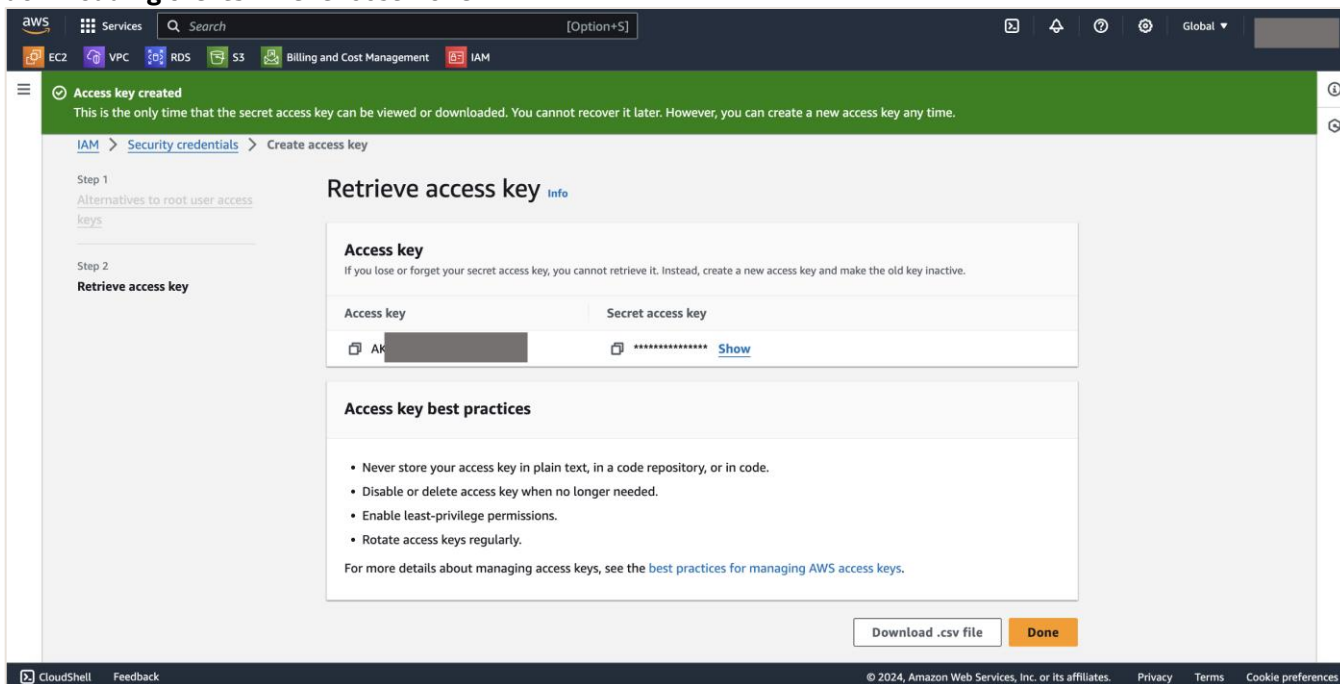 aws Services Search [Option+S] Global ▼
EC2 VPC RDS S3 Billing and Cost Management IAM
Access key created
This is the only time that the secret access key can be viewed or downloaded. You cannot recover it later. However, you can create a new access key any time.
IAM > Security credentials > Create access key
Step 1
Alternatives to root user access
keys
Step 2
Retrieve access key
Retrieve access key Info
Access key
If you lose or forget your secret access key, you cannot retrieve it. Instead, create a new access key and make the old key inactive.
Access key Secret access key
AK *************** Show
Access key best practices
• Never store your access key in plain text, in a code repository, or in code.
• Disable or delete access key when no longer needed.
• Enable least-privilege permissions.
• Rotate access keys regularly.
For more details about managing access keys, see the best practices for managing AWS access keys.
Download .csv file Done
CloudShell Feedback © 2024, Amazon Web Services, Inc. or its affiliates. Privacy Terms Cookie preferences